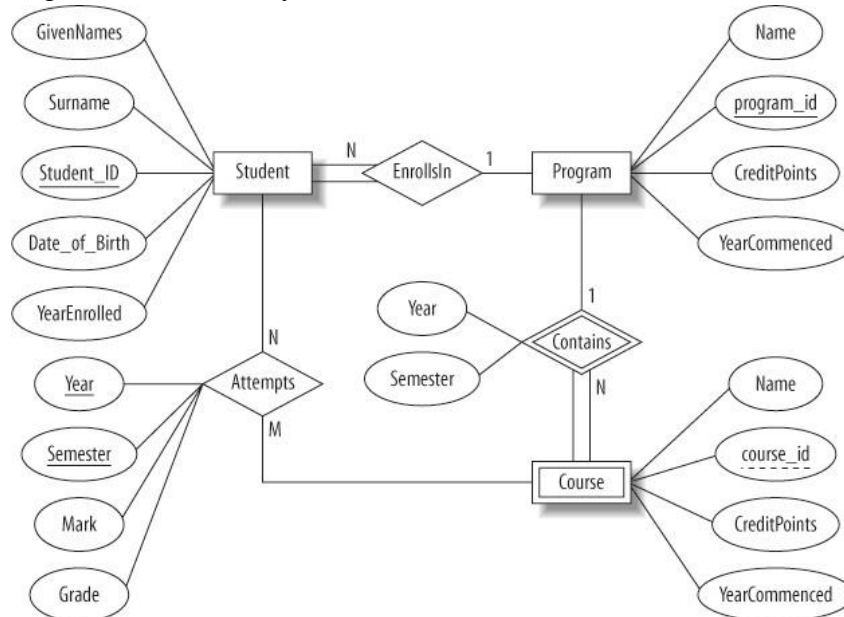 GivenNames
Surname
Student_ID
Date_of_Birth
YearEnrolled
Student
N
EnrollsIn
1
Program
Name
program_id
CreditPoints
YearCommenced
Year
Semester
1
Contains
N
N
Attempts
M
Year
Semester
Mark
Grade
Course
Name
course_id
CreditPoints
YearCommenced